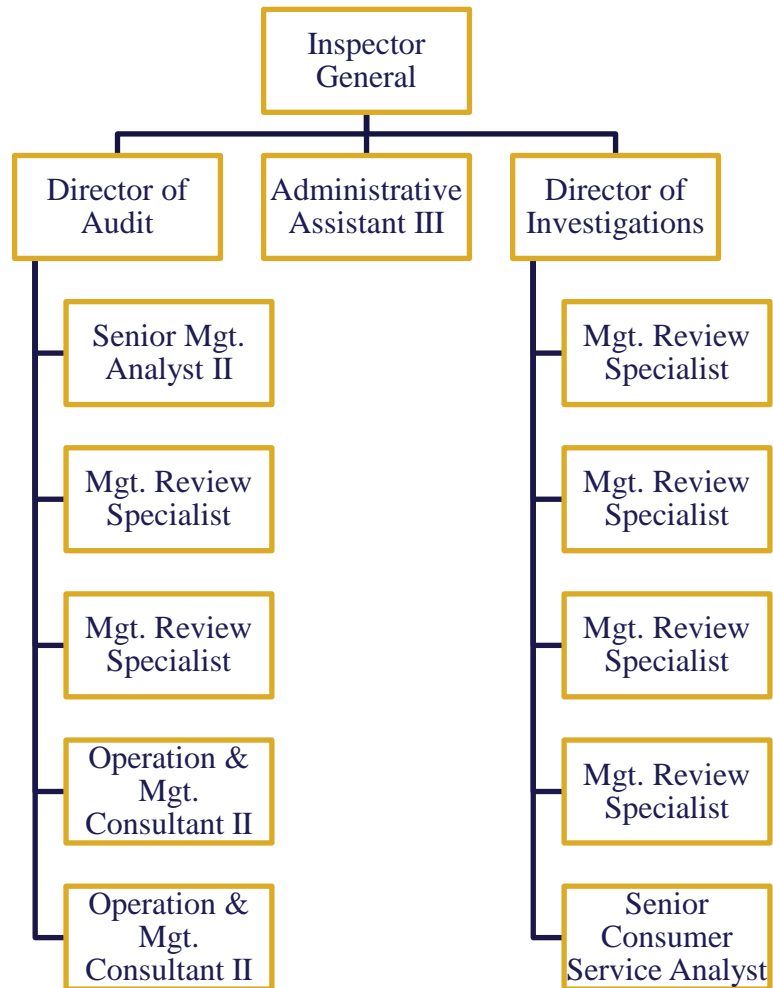 Inspector
General
Director of
Audit
Administrative
Assistant III
Director of
Investigations
Senior Mgt.
Analyst II
Mgt. Review
Specialist
Mgt. Review
Specialist
Operation &
Mgt.
Consultant II
Operation &
Mgt.
Consultant II
Mgt. Review
Specialist
Mgt. Review
Specialist
Mgt. Review
Specialist
Mgt. Review
Specialist
Senior
Consumer
Service Analyst